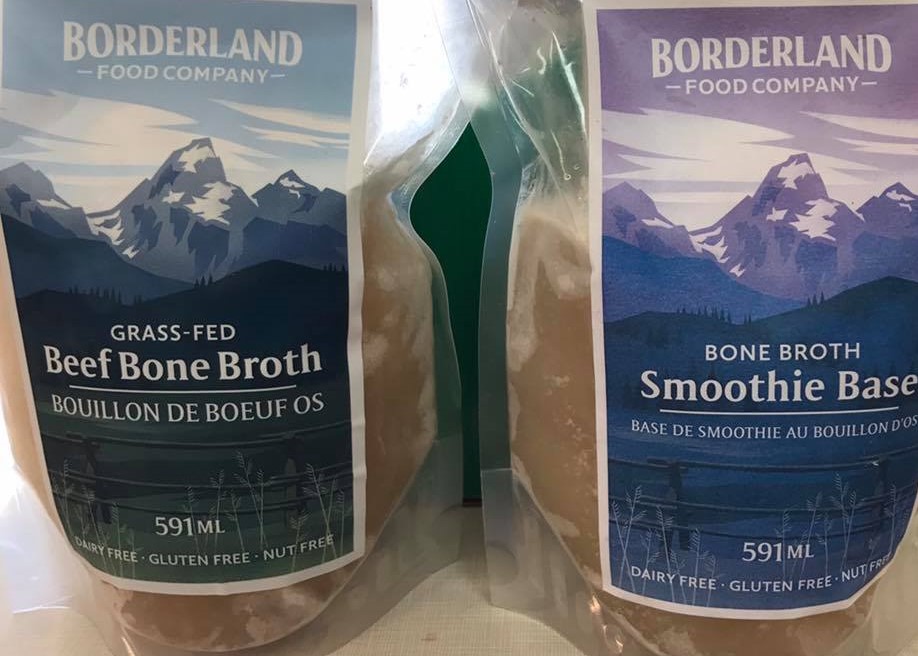 BORDERLAND
FOOD COMPANY
GRASS-FED
Beef Bone Broth
BOUILLON DE BOEUF OS
591ML
DAIRY FREE · GLUTEN FREE · NUT FREE
BORDERLAND
FOOD COMPANY
BONE BROTH
Smoothie Base
BASE DE SMOOTHIE AU BOUILLON D'OS
591ML
DAIRY FREE · GLUTEN FREE · NUT FR